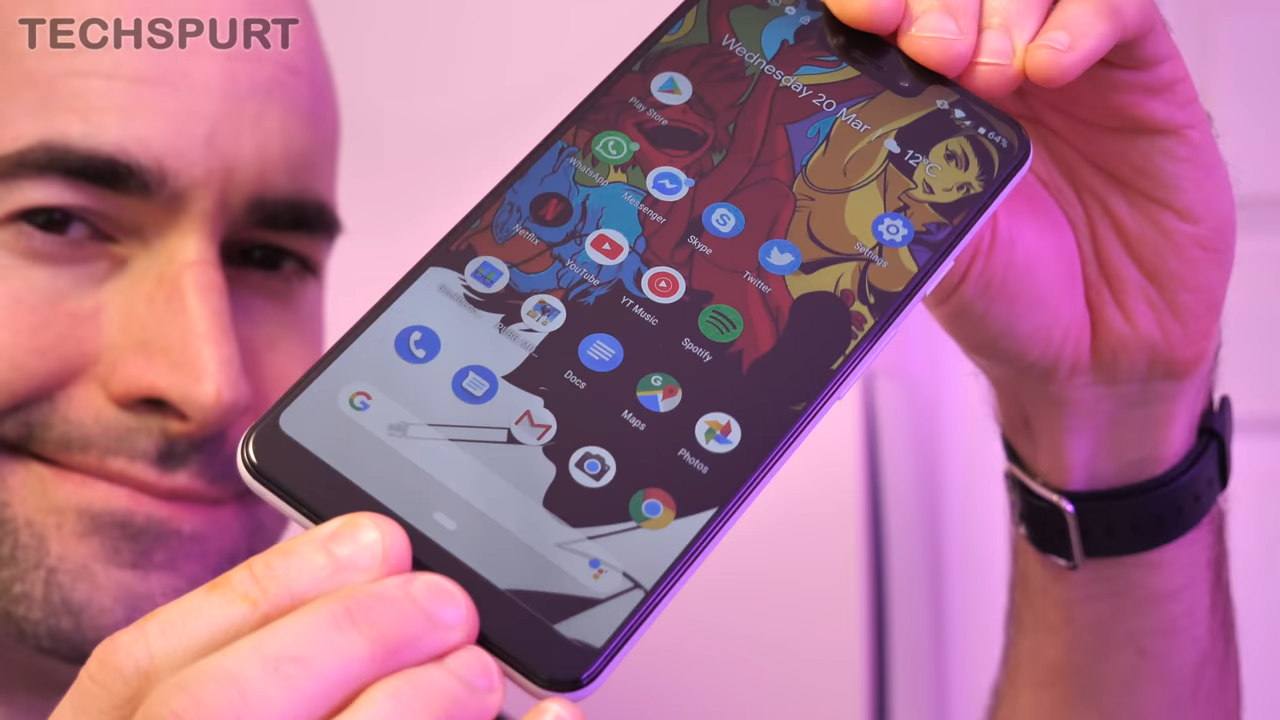 TECHSPURT
Wednesday 20 Mar
12°C
64%
Play Store
WhatsApp
Messenger
Skype
Twitter
Settings
Netflix
YouTube
YT Music
Spotify
Docs
Maps
Photos